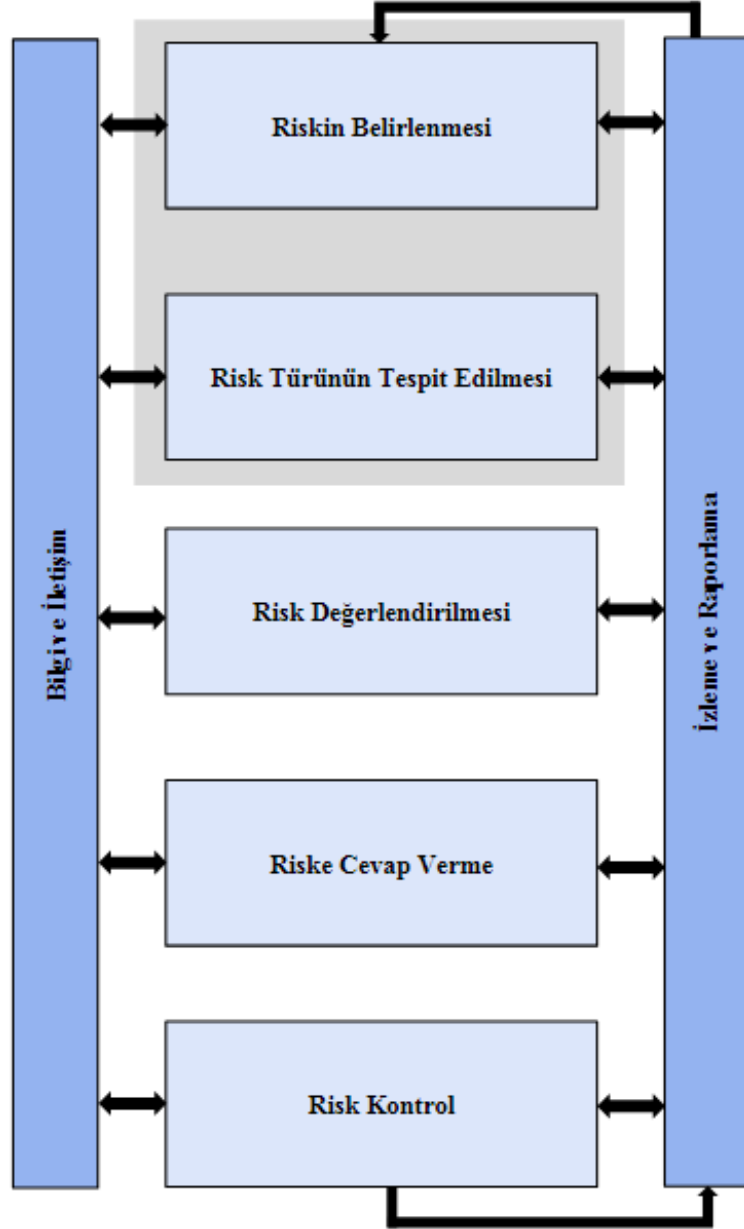 Riskin Belirlenmesi
Risk Türünün Tespit Edilmesi
Risk Değerlendirilmesi
Riske Cevap Verme
Risk Kontrol
Bilgi ve İletişim
İzleme ve Raporlama